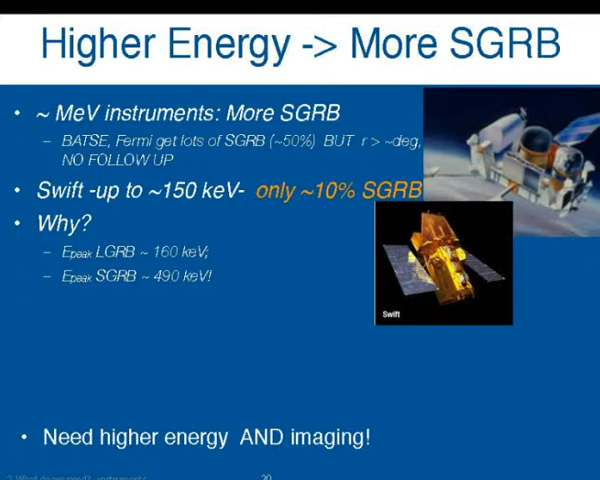 Higher Energy -> More SGRB
• ~ MeV instruments: More SGRB
– BATSE, Fermi get lots of SGRB (~50%) BUT r > ~deg,
NO FOLLOW UP
• Swift -up to ~150 keV- only ~10% SGRB
• Why?
– Epeak LGRB ~ 160 keV;
– Epeak SGRB ~ 490 keV!
Swift
• Need higher energy AND imaging!
20